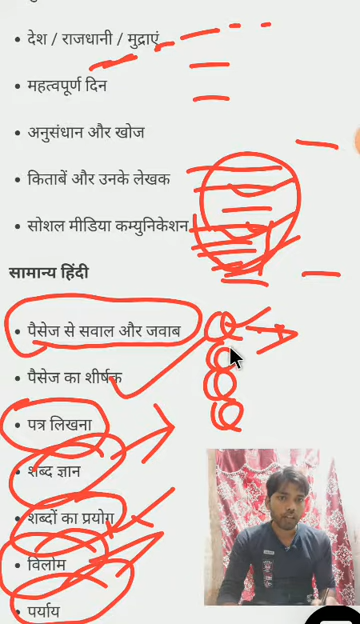 देश / राजधानी / मुद्राएं
महत्वपूर्ण दिन
अनुसंधान और खोज
किताबें और उनके लेखक
सोशल मीडिया कम्युनिकेशन
सामान्य हिंदी
पैसेज से सवाल और जवाब
पैसेज का शीर्षक
पत्र लिखना
शब्द ज्ञान
शब्दों का प्रयोग
विलोम
पर्याय